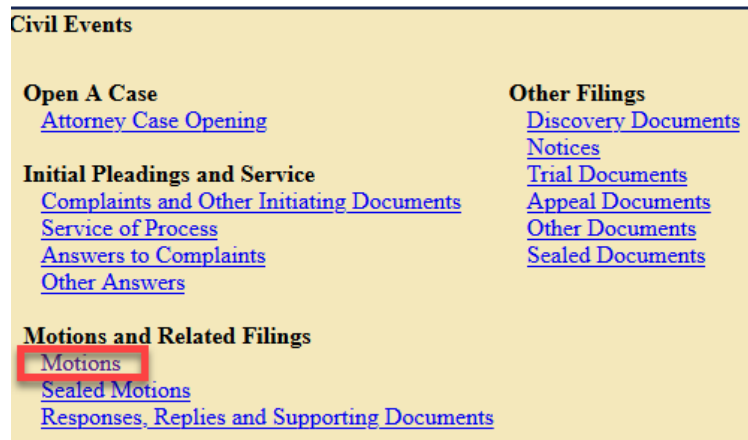 Civil Events
Open A Case
Attorney Case Opening
Initial Pleadings and Service
Complaints and Other Initiating Documents
Service of Process
Answers to Complaints
Other Answers
Motions and Related Filings
Motions
Sealed Motions
Responses, Replies and Supporting Documents
Other Filings
Discovery Documents
Notices
Trial Documents
Appeal Documents
Other Documents
Sealed Documents